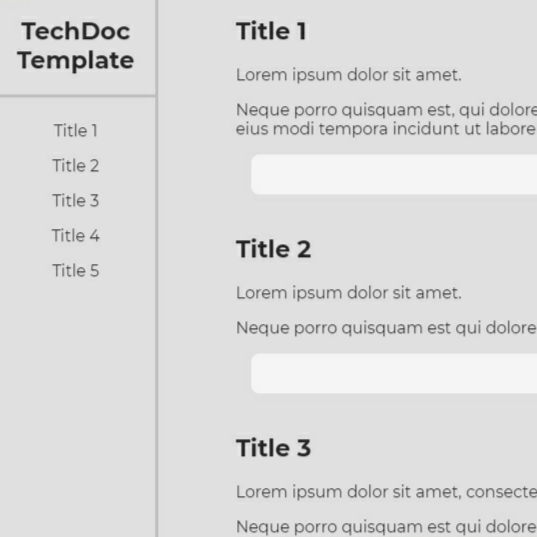 TechDoc
Template
Title 1
Title 2
Title 3
Title 4
Title 5
Title 1
Lorem ipsum dolor sit amet.
Neque porro quisquam est, qui dolore
eius modi tempora incidunt ut labore
Title 2
Lorem ipsum dolor sit amet.
Neque porro quisquam est qui dolore
Title 3
Lorem ipsum dolor sit amet, consecte
Neque porro quisquam est qui dolore